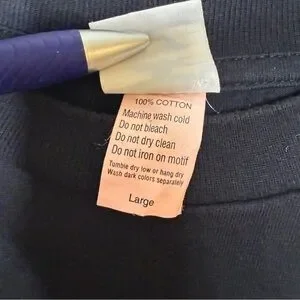 100% COTTON
Machine wash cold
Do not bleach
Do not dry clean
Do not iron on motif
Tumble dry low or hang dry
Wash dark colors separately
Large